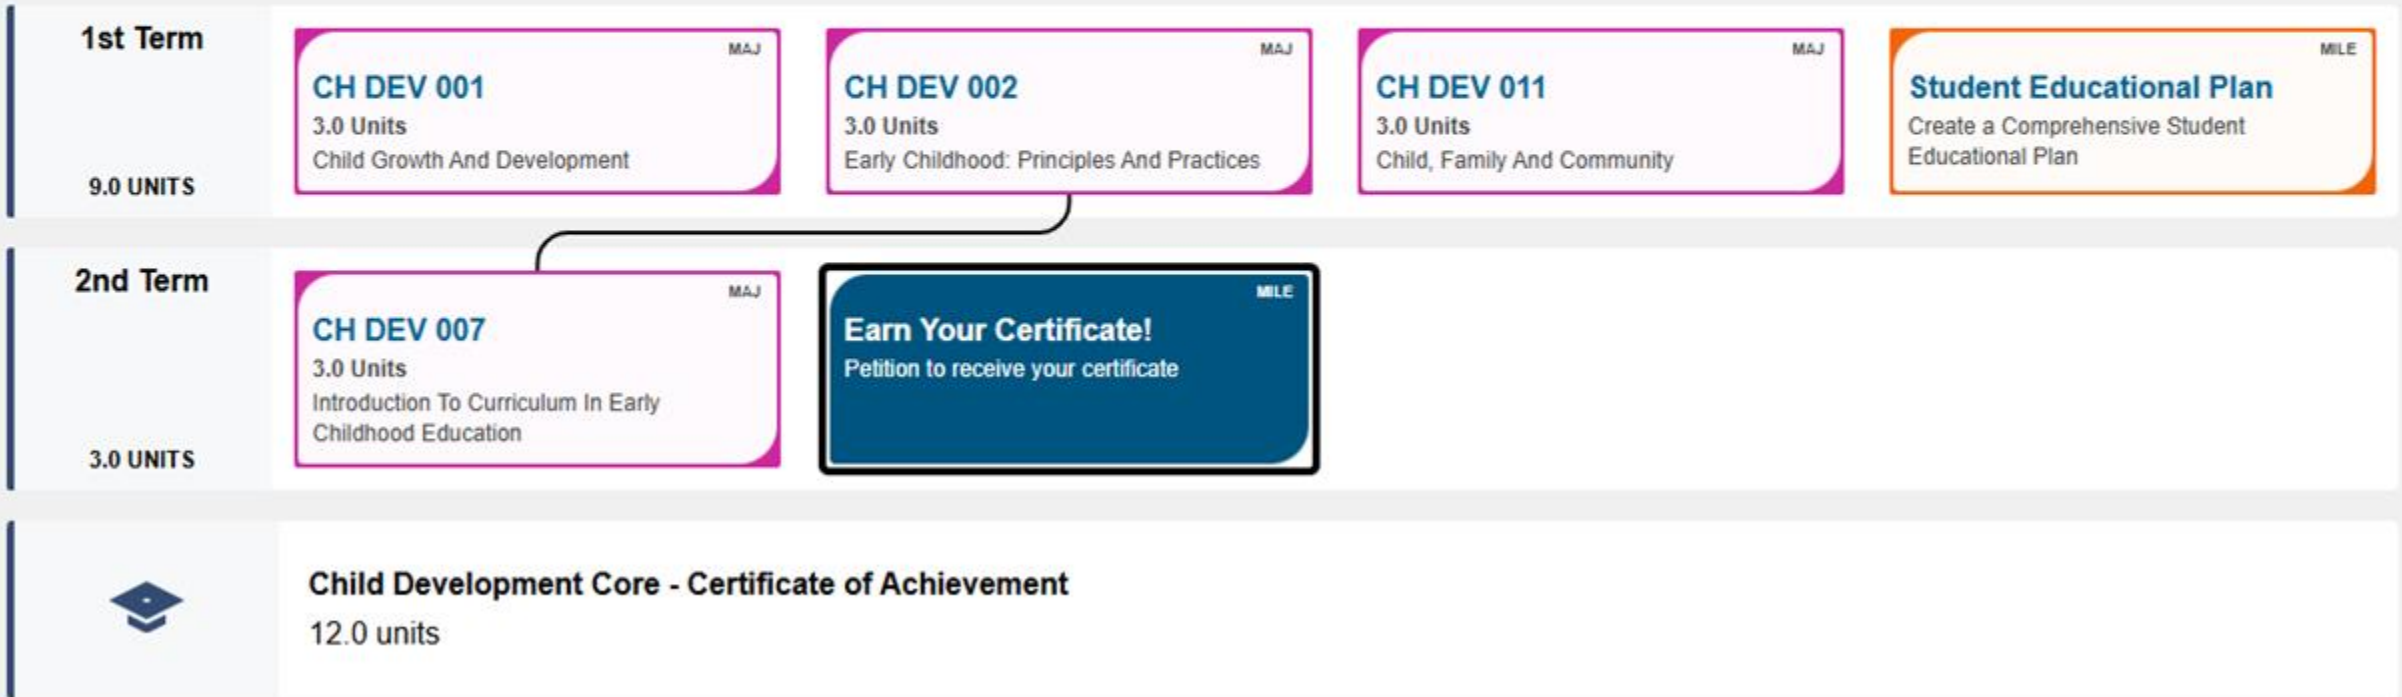 1st Term
9.0 UNITS
MAJ
CH DEV 001
3.0 Units
Child Growth And Development
MAJ
CH DEV 002
3.0 Units
Early Childhood: Principles And Practices
MAJ
CH DEV 011
3.0 Units
Child, Family And Community
MILE
Student Educational Plan
Create a Comprehensive Student
Educational Plan
2nd Term
3.0 UNITS
MAJ
CH DEV 007
3.0 Units
Introduction To Curriculum In Early
Childhood Education
MILE
Earn Your Certificate!
Petition to receive your certificate
Child Development Core - Certificate of Achievement
12.0 units